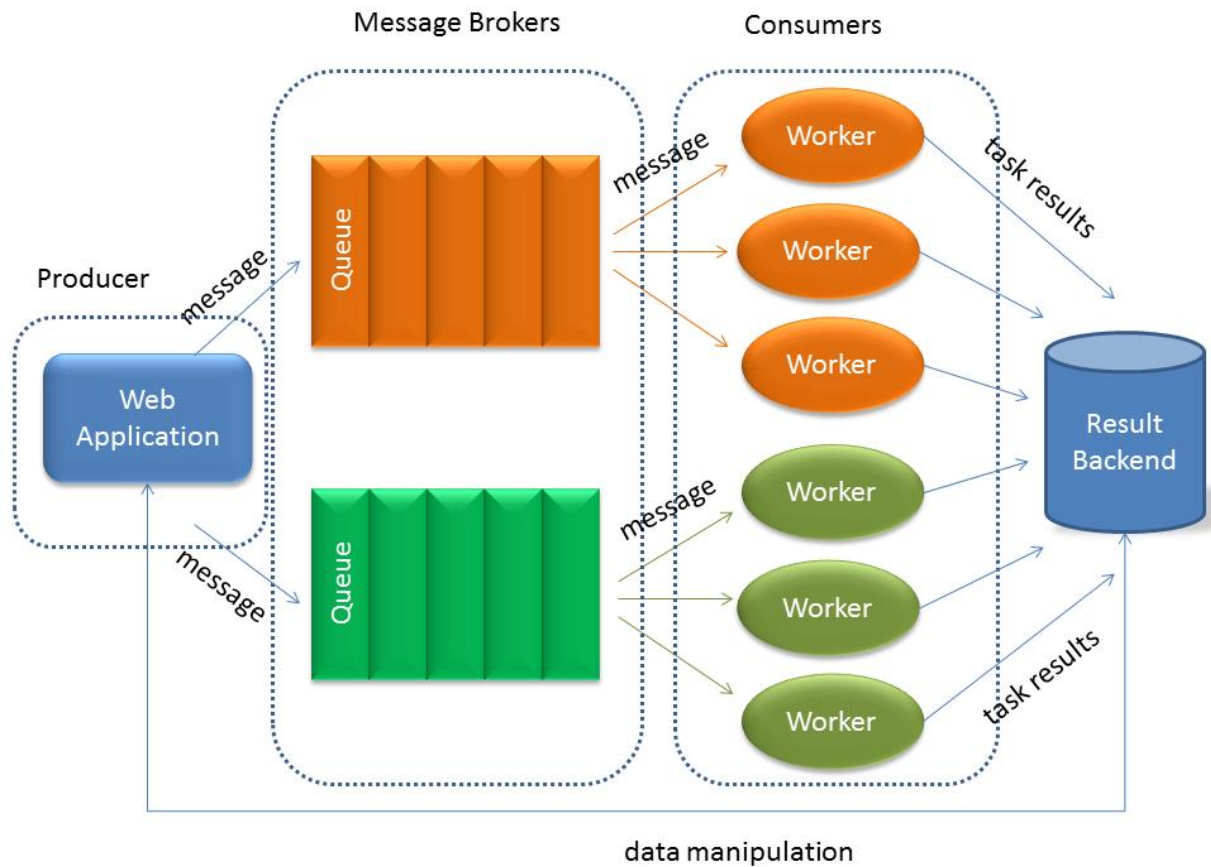 Message Brokers
Consumers
Producer
Web
Application
message
message
Queue
Queue
message
message
Worker
Worker
Worker
Worker
Worker
Worker
task results
task results
Result
Backend
data manipulation